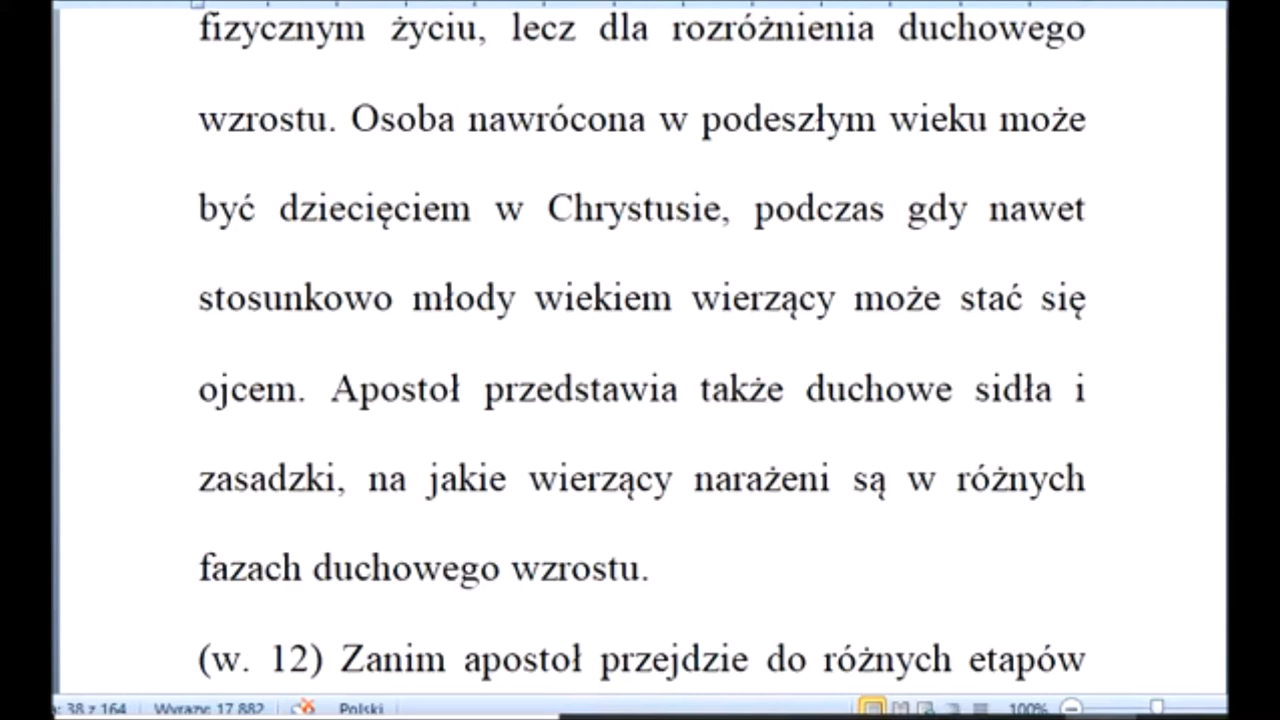 fizycznym życiu, lecz dla rozróżnienia duchowego
wzrostu. Osoba nawrócona w podeszłym wieku może
być dziecięciem w Chrystusie, podczas gdy nawet
stosunkowo młody wiekiem wierzący może stać się
ojcem. Apostoł przedstawia także duchowe sidła i
zasadzki, na jakie wierzący narażeni są w różnych
fazach duchowego wzrostu.
(w. 12) Zanim apostoł przejdzie do różnych etapów
: 38 z 164 Wyrazy: 17 882 Polski 100%